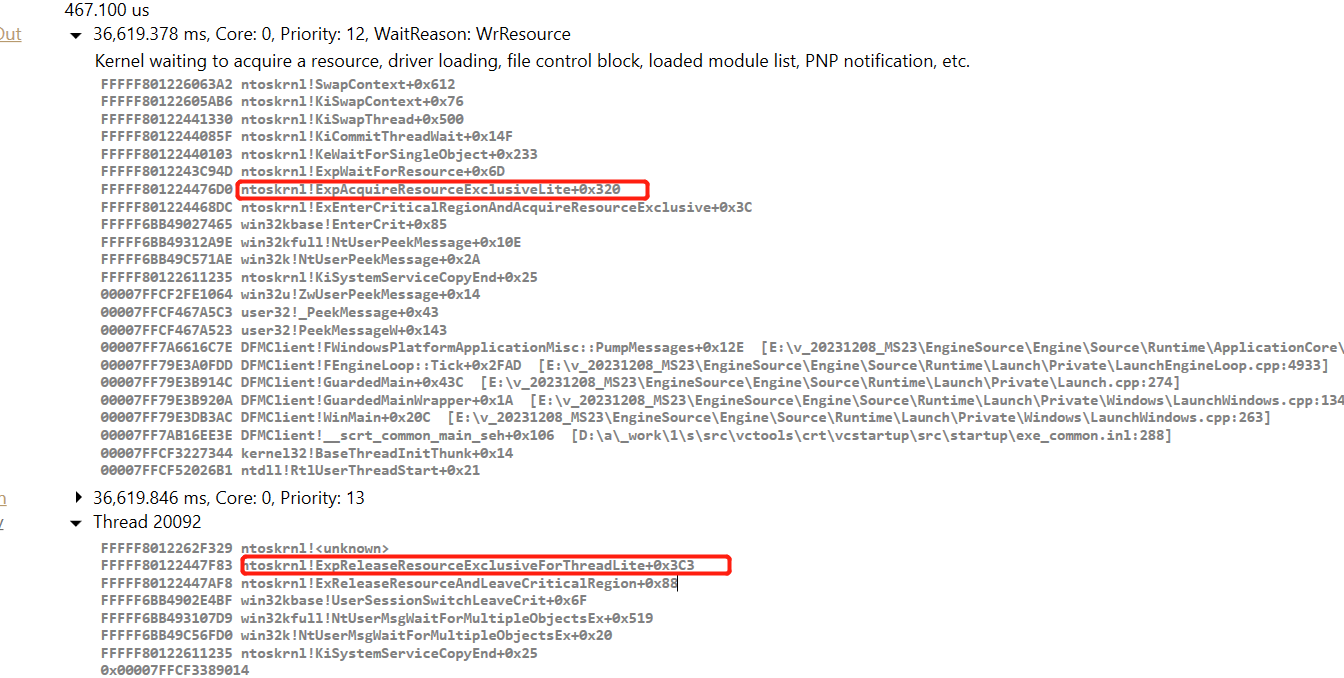 467.100 us
Out
36,619.378 ms, Core: 0, Priority: 12, WaitReason: WrResource
Kernel waiting to acquire a resource, driver loading, file control block, loaded module list, PNP notification, etc.
FFFFF801226063A2 ntoskrnl!SwapContext+0x612
FFFFF80122605AB6 ntoskrnl!KiSwapContext+0x76
FFFFF80122441330 ntoskrnl!KiSwapThread+0x500
FFFFF8012244085F ntoskrnl!KiCommitThreadWait+0x14F
FFFFF80122440103 ntoskrnl!KeWaitForSingleObject+0x233
FFFFF8012243C94D ntoskrnl!ExpWaitForResource+0x6D
FFFFF801224476D0 ntoskrnl!ExpAcquireResourceExclusiveLite+0x320
FFFFF801224468DC ntoskrnl!ExEnterCriticalRegionAndAcquireResourceExclusive+0x3C
FFFFF6BB49027465 win32kbase!EnterCrit+0x85
FFFFF6BB49312A9E win32kfull!NtUserPeekMessage+0x10E
FFFFF6BB49C571AE win32k!NtUserPeekMessage+0x2A
FFFFF80122611235 ntoskrnl!KiSystemServiceCopyEnd+0x25
00007FFCF2FE1064 win32u!ZwUserPeekMessage+0x14
00007FFCF467A5C3 user32!_PeekMessage+0x43
00007FFCF467A523 user32!PeekMessageW+0x143
00007FF7A6616C7E DFMClient!FWindowsPlatformApplicationMisc::PumpMessages+0x12E [E:\v_20231208_MS23\EngineSource\Engine\Source\Runtime\ApplicationCore\
00007FF79E3A0FDD DFMClient!FEngineLoop::Tick+0x2FAD [E:\v_20231208_MS23\EngineSource\Engine\Source\Runtime\Launch\Private\LaunchEngineLoop.cpp:4933]
00007FF79E3B914C DFMClient!GuardedMain+0x43C [E:\v_20231208_MS23\EngineSource\Engine\Source\Runtime\Launch\Private\Launch.cpp:274]
00007FF79E3B920A DFMClient!GuardedMainWrapper+0x1A [E:\v_20231208_MS23\EngineSource\Engine\Source\Runtime\Launch\Private\Windows\LaunchWindows.cpp:134
00007FF79E3DB3AC DFMClient!WinMain+0x20C [E:\v_20231208_MS23\EngineSource\Engine\Source\Runtime\Launch\Private\Windows\LaunchWindows.cpp:263]
00007FF7AB16EE3E DFMClient!__scrt_common_main_seh+0x106 [D:\a\_work\1\s\src\vctools\crt\vcstartup\src\startup\exe_common.inl:288]
00007FFCF3227344 kernel32!BaseThreadInitThunk+0x14
00007FFCF52026B1 ntdll!RtlUserThreadStart+0x21
36,619.846 ms, Core: 0, Priority: 13
Thread 20092
FFFFF8012262F329 ntoskrnl!<unknown>
FFFFF80122447F83 ntoskrnl!ExpReleaseResourceExclusiveForThreadLite+0x3C3
FFFFF80122447AF8 ntoskrnl!ExReleaseResourceAndLeaveCriticalRegion+0x88
FFFFF6BB4902E4BF win32kbase!UserSessionSwitchLeaveCrit+0x6F
FFFFF6BB493107D9 win32kfull!NtUserMsgWaitForMultipleObjectsEx+0x519
FFFFF6BB49C56FD0 win32k!NtUserMsgWaitForMultipleObjectsEx+0x20
FFFFF80122611235 ntoskrnl!KiSystemServiceCopyEnd+0x25
0x00007FFCF3389014